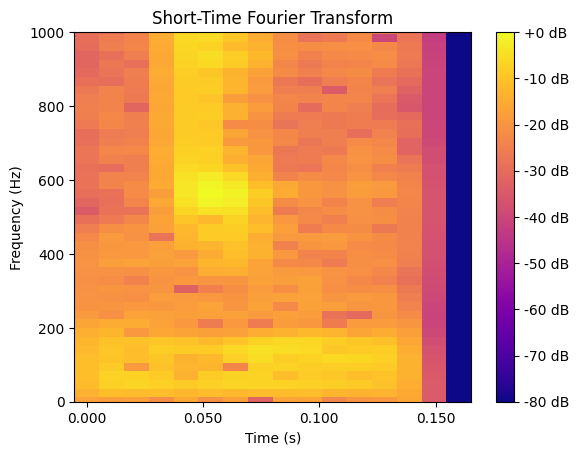 Short-Time Fourier Transform
1000
800
600
400
200
0
Frequency (Hz)
0.000
0.050
0.100
0.150
Time (s)
+0 dB
-10 dB
-20 dB
-30 dB
-40 dB
-50 dB
-60 dB
-70 dB
-80 dB